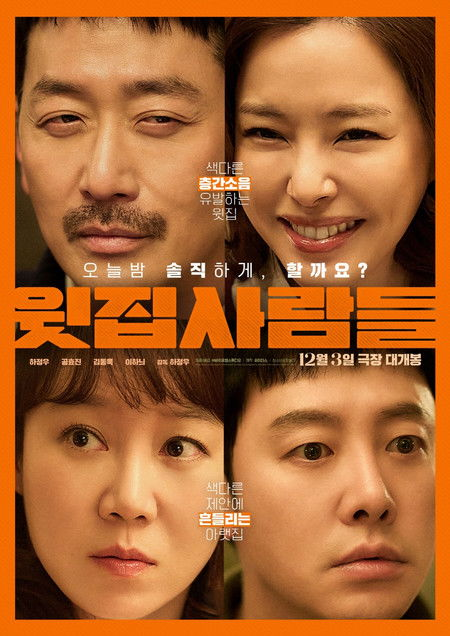 색다른
층간소음
유발하는
윗집
오늘밤 솔직하게, 할까요?
윗집사람들
하정우 공효진 김동욱 이하늬 감독 하정우
12월 3일 극장 대개봉
색다른
제안에
흔들리는
아랫집